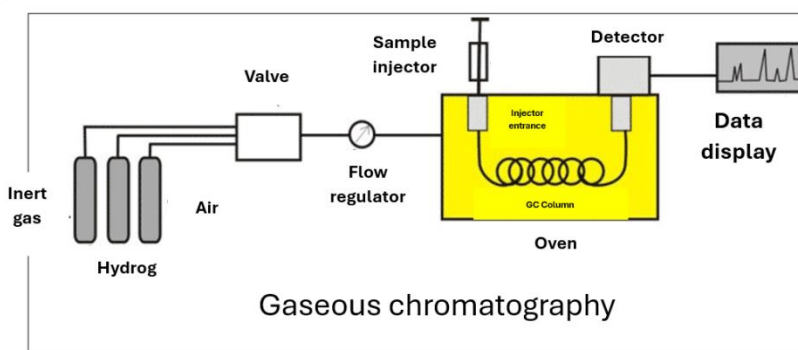 Sample
injector
Detector
Valve
Injector
entrance
Data
display
Flow
regulator
Inert
gas
Air
GC Column
Oven
Hydrog
Gaseous chromatography